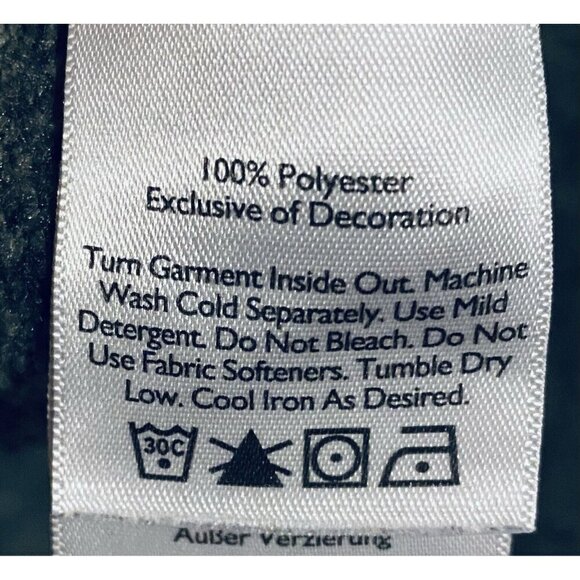 100% Polyester
Exclusive of Decoration
Turn Garment Inside Out. Machine
Wash Cold Separately. Use Mild
Detergent. Do Not Bleach. Do Not
Use Fabric Softeners. Tumble Dry
Low. Cool Iron As Desired.
30C
Außer Verzierung